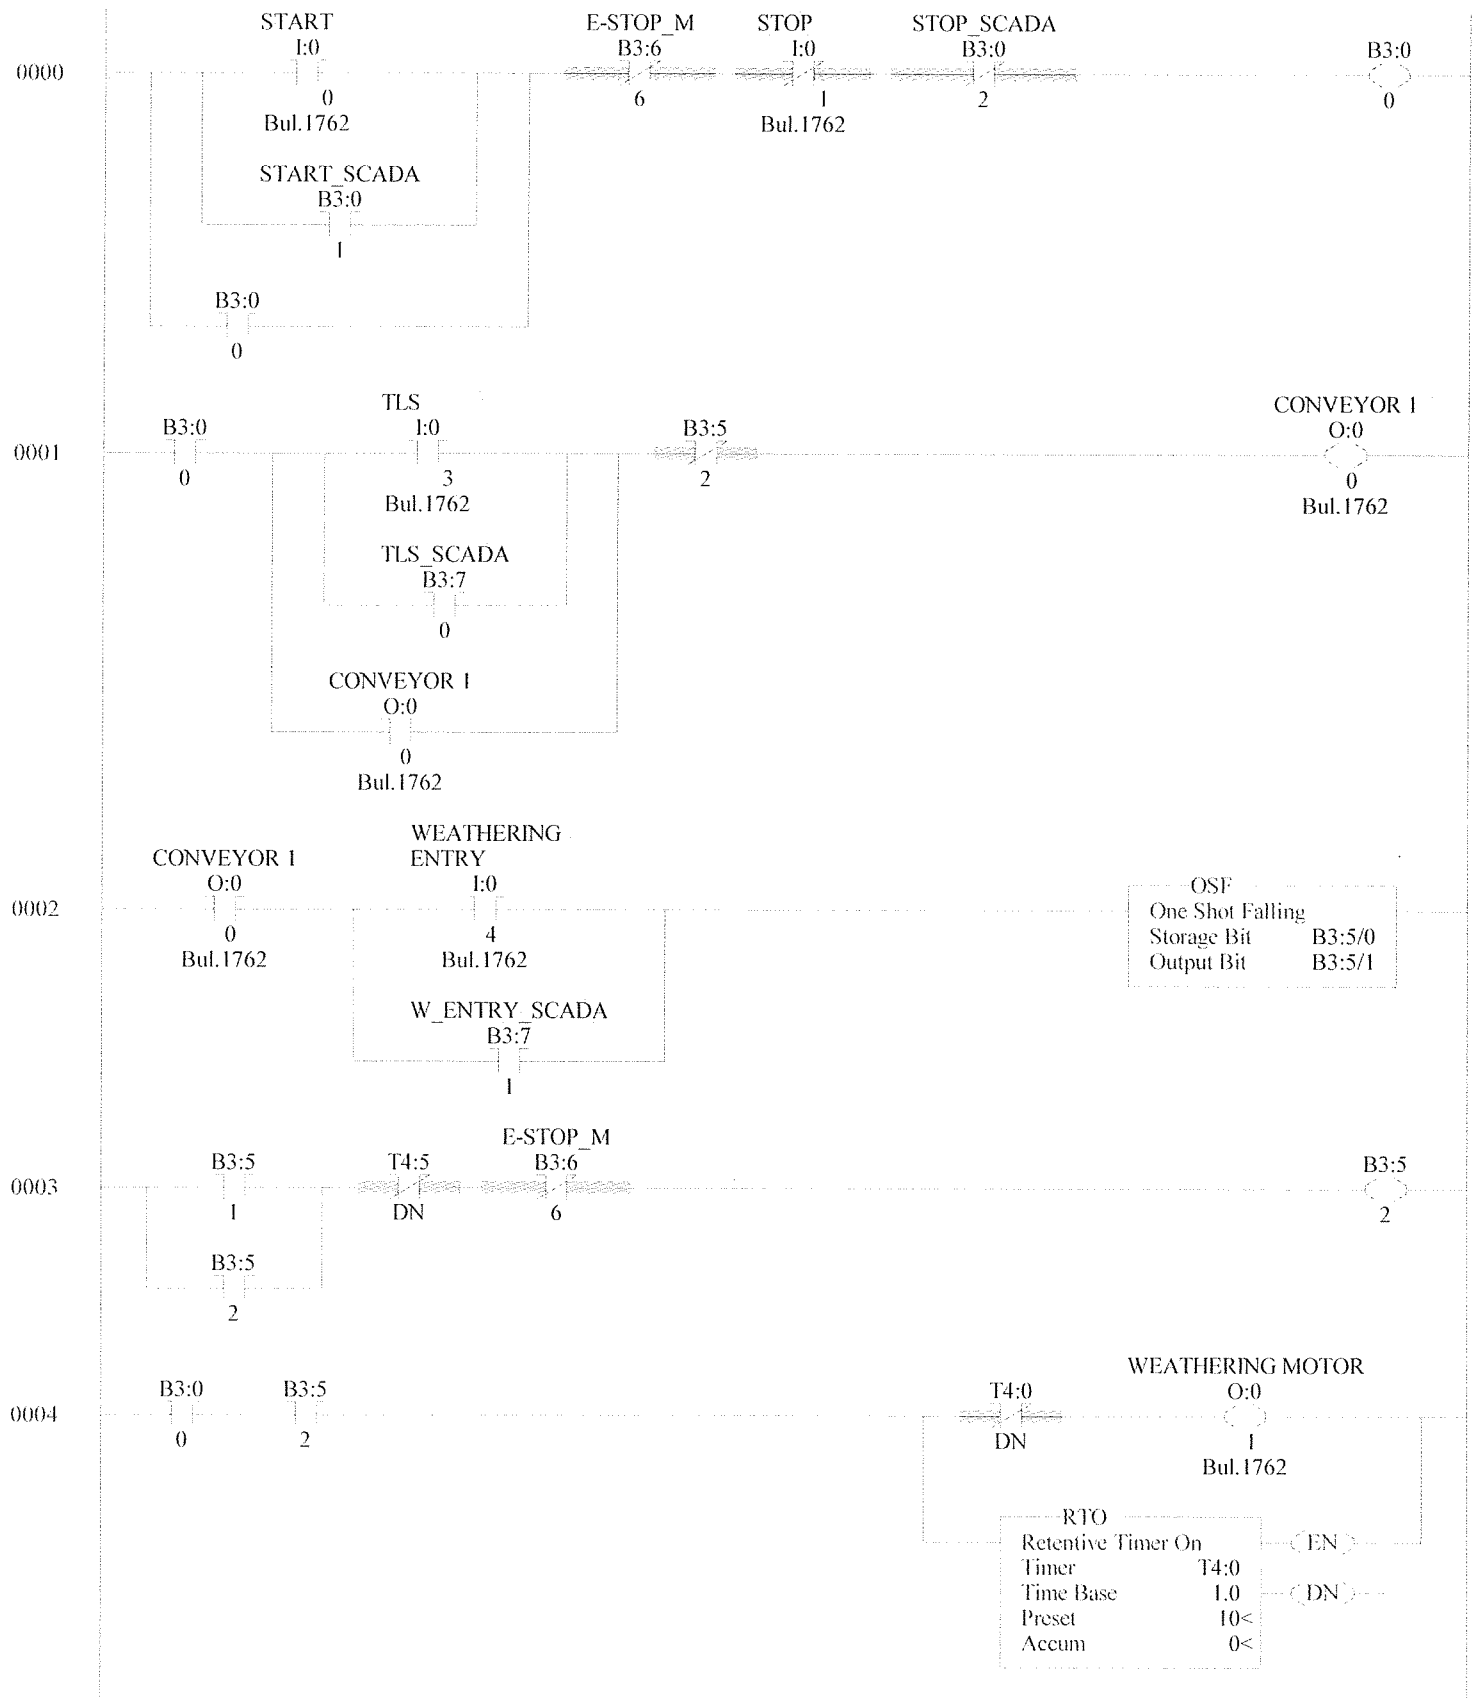 START E-STOP_M STOP STOP_SCADA
I:0 B3:6 I:0 B3:0 B3:0
0000
0 6 1 2 0
Bul.1762 Bul.1762
START_SCADA
B3:0
1
B3:0
0
TLS CONVEYOR 1
B3:0 I:0 B3:5 O:0
0001
0 3 2 0
Bul.1762 Bul.1762
TLS_SCADA
B3:7
0
CONVEYOR 1
O:0
0
Bul.1762
WEATHERING
CONVEYOR 1 ENTRY
O:0 I:0 OSF
0002 One Shot Falling
0 4 Storage Bit B3:5/0
Bul.1762 Bul.1762 Output Bit B3:5/1
W_ENTRY_SCADA
B3:7
1
E-STOP_M
B3:5 T4:5 B3:6 B3:5
0003
1 DN 6 2
B3:5
2
WEATHERING MOTOR
B3:0 B3:5 T4:0 O:0
0004
0 2 DN 1
Bul.1762
RTO
Retentive Timer On EN
Timer T4:0
Time Base 1.0 DN
Preset 10<
Accum 0<